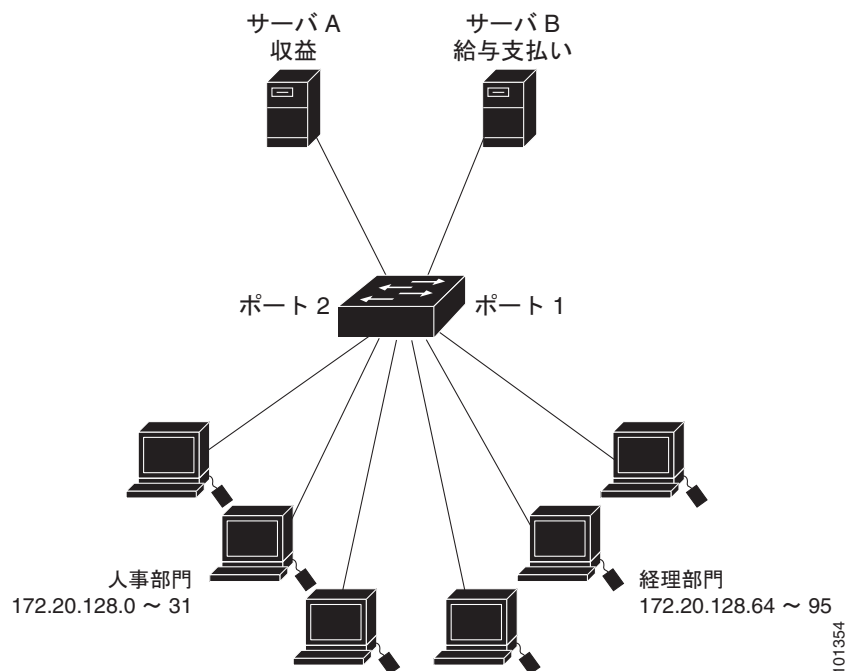 サーバ A
収益
サーバ B
給与支払い
ポート 2
ポート 1
人事部門
172.20.128.0 ～ 31
経理部門
172.20.128.64 ～ 95
101354